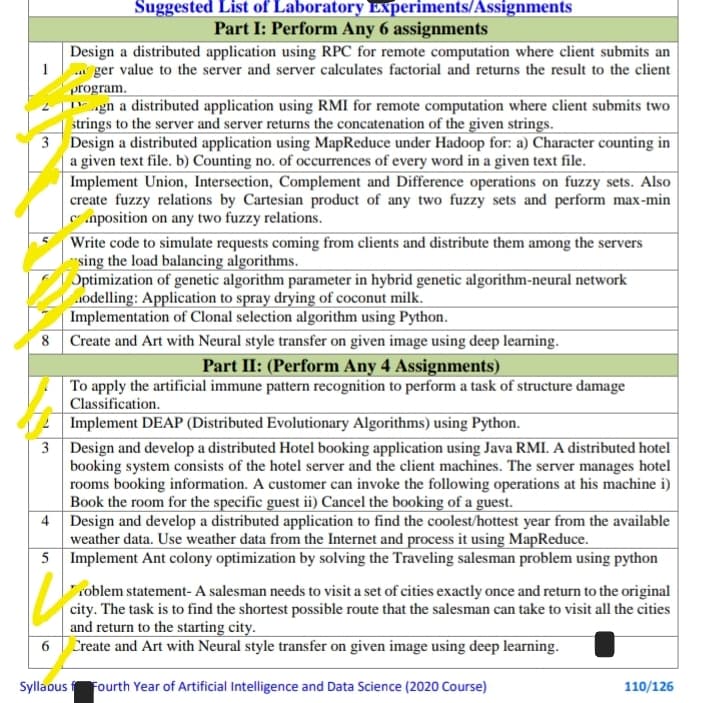 Suggested List of Laboratory Experiments/Assignments
Part I: Perform Any 6 assignments
Design a distributed application using RPC for remote computation where client submits an
1 ger value to the server and server calculates factorial and returns the result to the client
program.
2 gn a distributed application using RMI for remote computation where client submits two
strings to the server and server returns the concatenation of the given strings.
3 Design a distributed application using MapReduce under Hadoop for: a) Character counting in
a given text file. b) Counting no. of occurrences of every word in a given text file.
Implement Union, Intersection, Complement and Difference operations on fuzzy sets. Also
create fuzzy relations by Cartesian product of any two fuzzy sets and perform max-min
mposition on any two fuzzy relations.
5 Write code to simulate requests coming from clients and distribute them among the servers
using the load balancing algorithms.
Optimization of genetic algorithm parameter in hybrid genetic algorithm-neural network
modelling: Application to spray drying of coconut milk.
Implementation of Clonal selection algorithm using Python.
8 Create and Art with Neural style transfer on given image using deep learning.
Part II: (Perform Any 4 Assignments)
To apply the artificial immune pattern recognition to perform a task of structure damage
Classification.
2 Implement DEAP (Distributed Evolutionary Algorithms) using Python.
3 Design and develop a distributed Hotel booking application using Java RMI. A distributed hotel
booking system consists of the hotel server and the client machines. The server manages hotel
rooms booking information. A customer can invoke the following operations at his machine i)
Book the room for the specific guest ii) Cancel the booking of a guest.
4 Design and develop a distributed application to find the coolest/hottest year from the available
weather data. Use weather data from the Internet and process it using MapReduce.
5 Implement Ant colony optimization by solving the Traveling salesman problem using python
Problem statement- A salesman needs to visit a set of cities exactly once and return to the original
city. The task is to find the shortest possible route that the salesman can take to visit all the cities
and return to the starting city.
6 Create and Art with Neural style transfer on given image using deep learning.
Syllabus f Fourth Year of Artificial Intelligence and Data Science (2020 Course) 110/126